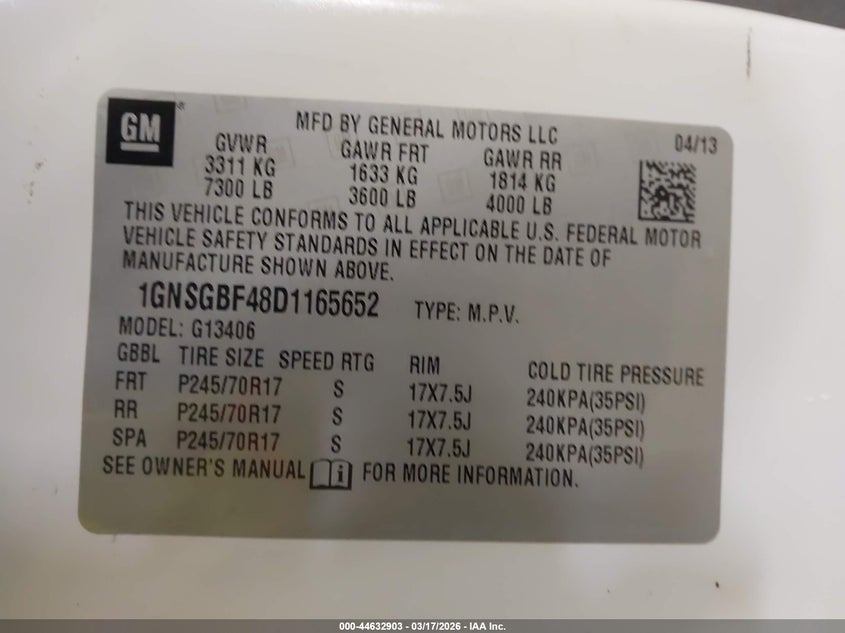 GM
MFD BY GENERAL MOTORS LLC
04/13
GVWR GAWR FRT GAWR RR
3311 KG 1633 KG 1814 KG
7300 LB 3600 LB 4000 LB
THIS VEHICLE CONFORMS TO ALL APPLICABLE U.S. FEDERAL MOTOR
VEHICLE SAFETY STANDARDS IN EFFECT ON THE DATE OF
MANUFACTURE SHOWN ABOVE.
1GNSGBF48D1165652 TYPE: M.P.V.
MODEL: G13406
GBBL TIRE SIZE SPEED RTG RIM COLD TIRE PRESSURE
FRT P245/70R17 S 17X7.5J 240KPA(35PSI)
RR P245/70R17 S 17X7.5J 240KPA(35PSI)
SPA P245/70R17 S 17X7.5J 240KPA(35PSI)
SEE OWNER'S MANUAL i FOR MORE INFORMATION.
000-44632903 — 03/17/2026 — IAA Inc.